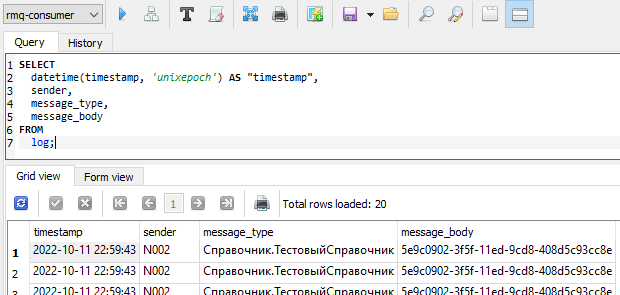 rmq-consumer
Query History
1 SELECT
2 datetime(timestamp, 'unixepoch') AS "timestamp",
3 sender,
4 message_type,
5 message_body
6 FROM
7 log;
Grid view Form view
1 Total rows loaded: 20
timestamp sender message_type message_body
1 2022-10-11 22:59:43 N002 Справочник.ТестовыйСправочник 5e9c0902-3f5f-11ed-9cd8-408d5c93cc8e
2 2022-10-11 22:59:43 N002 Справочник.ТестовыйСправочник 5e9c0902-3f5f-11ed-9cd8-408d5c93cc8e
2022-10-11 22:59:43 N002 Справочник.ТестовыйСправочник 5e9c0902-3f5f-11ed-9cd8-408d5c93cc8e